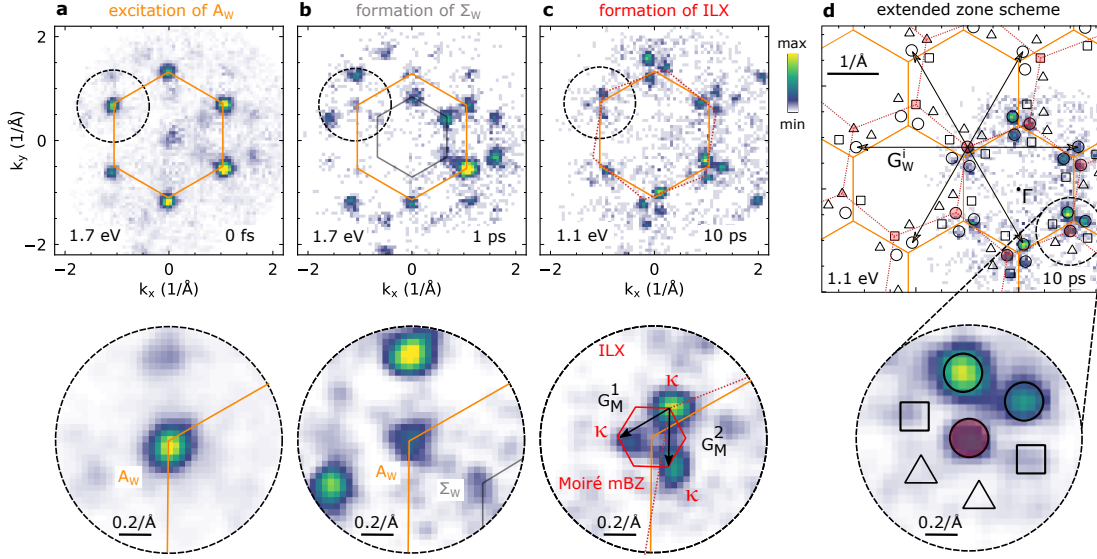 a excitation of A_W
b formation of Σ_W
c formation of ILX
d extended zone scheme
k_y (1/Å)
2
1
0
−1
−2
1.7 eV
0 fs
−2
0
2
k_x (1/Å)
1.7 eV
1 ps
−2
0
2
k_x (1/Å)
1.1 eV
10 ps
−2
0
2
k_x (1/Å)
max
min
1/Å
G_W^i
Γ
1.1 eV
10 ps
A_W
0.2/Å
A_W
Σ_W
0.2/Å
ILX
κ
G_M^1
κ
G_M^2
Moiré mBZ
κ
0.2/Å
0.2/Å